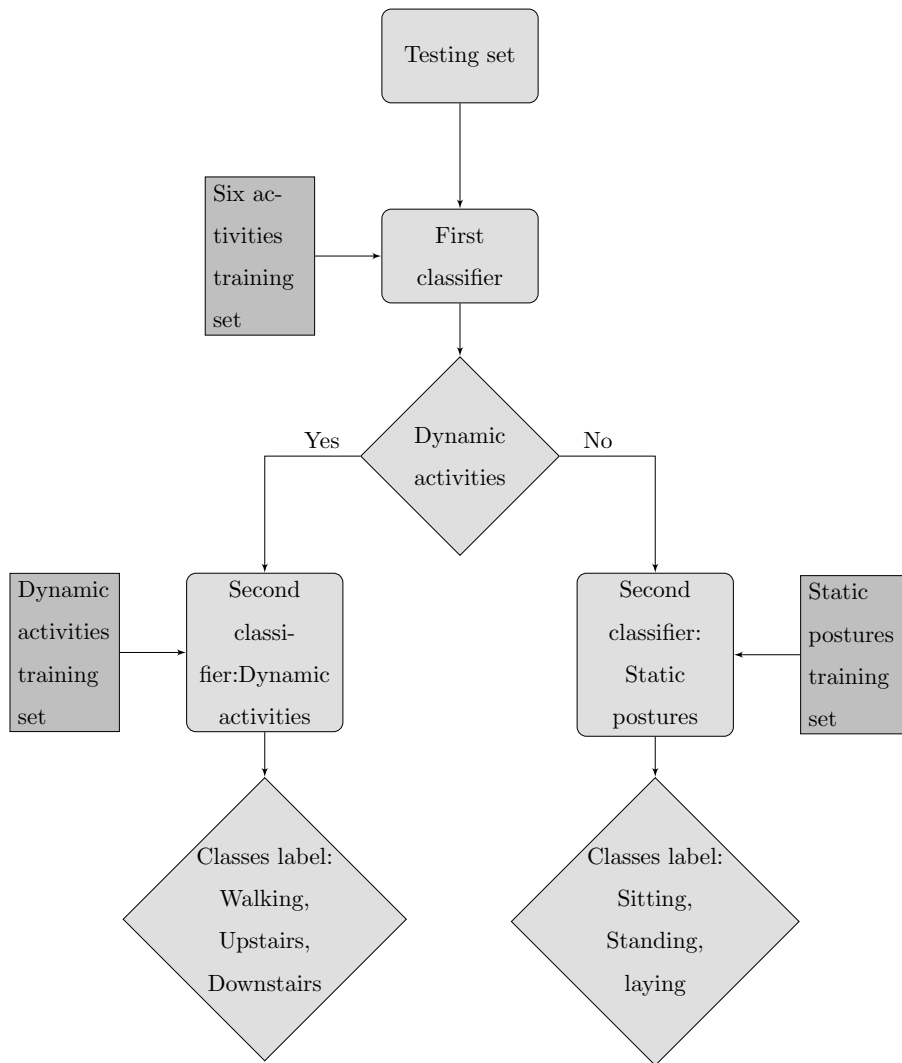 Testing set
Six ac-
tivities
training
set
First
classifier
Dynamic
activities
Yes
No
Dynamic
activities
training
set
Second
classi-
fier:Dynamic
activities
Second
classifier:
Static
postures
Static
postures
training
set
Classes label:
Walking,
Upstairs,
Downstairs
Classes label:
Sitting,
Standing,
laying